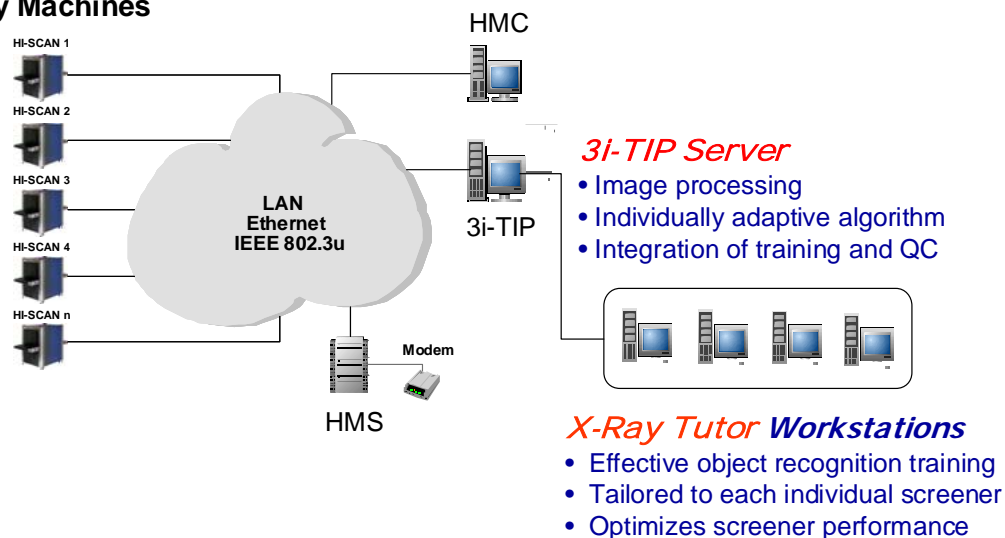 y Machines
HI-SCAN 1
HI-SCAN 2
HI-SCAN 3
HI-SCAN 4
HI-SCAN n
LAN
Ethernet
IEEE 802.3u
HMC
3i-TIP
HMS
Modem
3i-TIP Server
• Image processing
• Individually adaptive algorithm
• Integration of training and QC
X-Ray Tutor Workstations
• Effective object recognition training
• Tailored to each individual screener
• Optimizes screener performance